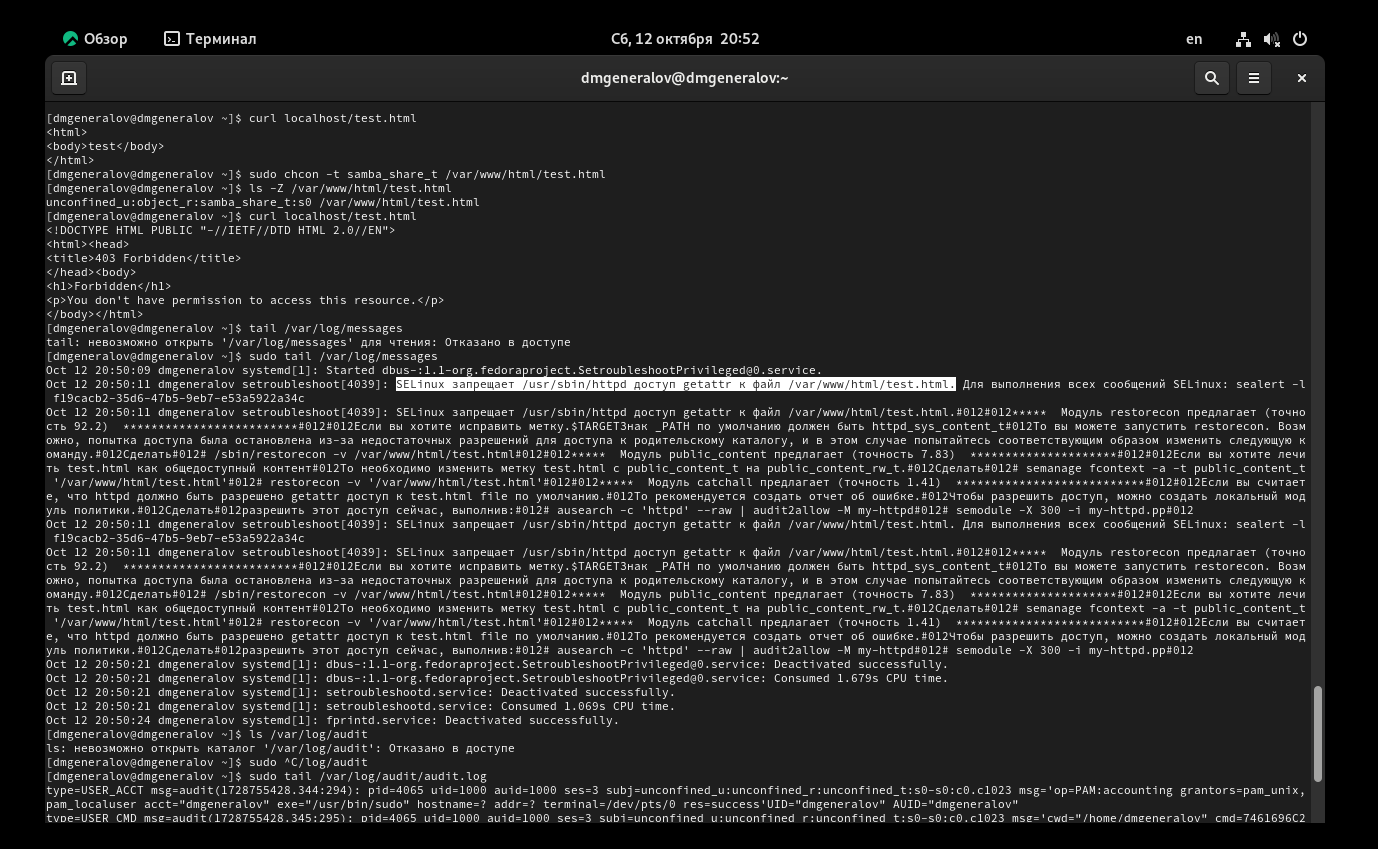 Обзор Терминал Сб, 12 октября 20:52 en
dmgeneralov@dmgeneralov:~
[dmgeneralov@dmgeneralov ~]$ curl localhost/test.html
<html>
<body>test</body>
</html>
[dmgeneralov@dmgeneralov ~]$ sudo chcon -t samba_share_t /var/www/html/test.html
[dmgeneralov@dmgeneralov ~]$ ls -Z /var/www/html/test.html
unconfined_u:object_r:samba_share_t:s0 /var/www/html/test.html
[dmgeneralov@dmgeneralov ~]$ curl localhost/test.html
<!DOCTYPE HTML PUBLIC "-//IETF//DTD HTML 2.0//EN">
<html><head>
<title>403 Forbidden</title>
</head><body>
<h1>Forbidden</h1>
<p>You don't have permission to access this resource.</p>
</body></html>
[dmgeneralov@dmgeneralov ~]$ tail /var/log/messages
tail: невозможно открыть '/var/log/messages' для чтения: Отказано в доступе
[dmgeneralov@dmgeneralov ~]$ sudo tail /var/log/messages
Oct 12 20:50:09 dmgeneralov systemd[1]: Started dbus-:1.1-org.fedoraproject.SetroubleshootPrivileged@0.service.
Oct 12 20:50:11 dmgeneralov setroubleshoot[4039]: SELinux запрещает /usr/sbin/httpd доступ getattr к файл /var/www/html/test.html. Для выполнения всех сообщений SELinux: sealert -l
 f19cacb2-35d6-47b5-9eb7-e53a5922a34c
Oct 12 20:50:11 dmgeneralov setroubleshoot[4039]: SELinux запрещает /usr/sbin/httpd доступ getattr к файл /var/www/html/test.html.#012#012*****  Модуль restorecon предлагает (точно
сть 92.2)  *************************#012#012Если вы хотите исправить метку.$TARGETЗнак _PATH по умолчанию должен быть httpd_sys_content_t#012То вы можете запустить restorecon. Возм
ожно, попытка доступа была остановлена из-за недостаточных разрешений для доступа к родительскому каталогу, и в этом случае попытайтесь соответствующим образом изменить следующую к
оманду.#012Сделать#012# /sbin/restorecon -v /var/www/html/test.html#012#012*****  Модуль public_content предлагает (точность 7.83)  *********************#012#012Если вы хотите лечи
ть test.html как общедоступный контент#012То необходимо изменить метку test.html с public_content_t на public_content_rw_t.#012Сделать#012# semanage fcontext -a -t public_content_t
 '/var/www/html/test.html'#012# restorecon -v '/var/www/html/test.html'#012#012*****  Модуль catchall предлагает (точность 1.41)  **************************#012#012Если вы считает
е, что httpd должно быть разрешено getattr доступ к test.html file по умолчанию.#012То рекомендуется создать отчет об ошибке.#012Чтобы разрешить доступ, можно создать локальный мод
уль политики.#012Сделать#012разрешить этот доступ сейчас, выполнив:#012# ausearch -c 'httpd' --raw | audit2allow -M my-httpd#012# semodule -X 300 -i my-httpd.pp#012
Oct 12 20:50:11 dmgeneralov setroubleshoot[4039]: SELinux запрещает /usr/sbin/httpd доступ getattr к файл /var/www/html/test.html. Для выполнения всех сообщений SELinux: sealert -l
 f19cacb2-35d6-47b5-9eb7-e53a5922a34c
Oct 12 20:50:11 dmgeneralov setroubleshoot[4039]: SELinux запрещает /usr/sbin/httpd доступ getattr к файл /var/www/html/test.html.#012#012*****  Модуль restorecon предлагает (точно
сть 92.2)  *************************#012#012Если вы хотите исправить метку.$TARGETЗнак _PATH по умолчанию должен быть httpd_sys_content_t#012То вы можете запустить restorecon. Возм
ожно, попытка доступа была остановлена из-за недостаточных разрешений для доступа к родительскому каталогу, и в этом случае попытайтесь соответствующим образом изменить следующую к
оманду.#012Сделать#012# /sbin/restorecon -v /var/www/html/test.html#012#012*****  Модуль public_content предлагает (точность 7.83)  *********************#012#012Если вы хотите лечи
ть test.html как общедоступный контент#012То необходимо изменить метку test.html с public_content_t на public_content_rw_t.#012Сделать#012# semanage fcontext -a -t public_content_t
 '/var/www/html/test.html'#012# restorecon -v '/var/www/html/test.html'#012#012*****  Модуль catchall предлагает (точность 1.41)  **************************#012#012Если вы считает
е, что httpd должно быть разрешено getattr доступ к test.html file по умолчанию.#012То рекомендуется создать отчет об ошибке.#012Чтобы разрешить доступ, можно создать локальный мод
уль политики.#012Сделать#012разрешить этот доступ сейчас, выполнив:#012# ausearch -c 'httpd' --raw | audit2allow -M my-httpd#012# semodule -X 300 -i my-httpd.pp#012
Oct 12 20:50:21 dmgeneralov systemd[1]: dbus-:1.1-org.fedoraproject.SetroubleshootPrivileged@0.service: Deactivated successfully.
Oct 12 20:50:21 dmgeneralov systemd[1]: dbus-:1.1-org.fedoraproject.SetroubleshootPrivileged@0.service: Consumed 1.679s CPU time.
Oct 12 20:50:21 dmgeneralov systemd[1]: setroubleshootd.service: Deactivated successfully.
Oct 12 20:50:21 dmgeneralov systemd[1]: setroubleshootd.service: Consumed 1.069s CPU time.
Oct 12 20:50:24 dmgeneralov systemd[1]: fprintd.service: Deactivated successfully.
[dmgeneralov@dmgeneralov ~]$ ls /var/log/audit
ls: невозможно открыть каталог '/var/log/audit': Отказано в доступе
[dmgeneralov@dmgeneralov ~]$ sudo ^C/log/audit
[dmgeneralov@dmgeneralov ~]$ sudo tail /var/log/audit/audit.log
type=USER_ACCT msg=audit(1728755428.344:294): pid=4065 uid=1000 auid=1000 ses=3 subj=unconfined_u:unconfined_r:unconfined_t:s0-s0:c0.c1023 msg='op=PAM:accounting grantors=pam_unix,
pam_localuser acct="dmgeneralov" exe="/usr/bin/sudo" hostname=? addr=? terminal=/dev/pts/0 res=success'UID="dmgeneralov" AUID="dmgeneralov"
type=USER_CMD msg=audit(1728755428.345:295): pid=4065 uid=1000 auid=1000 ses=3 subj=unconfined_u:unconfined_r:unconfined_t:s0-s0:c0.c1023 msg='cwd="/home/dmgeneralov" cmd=7461696C2